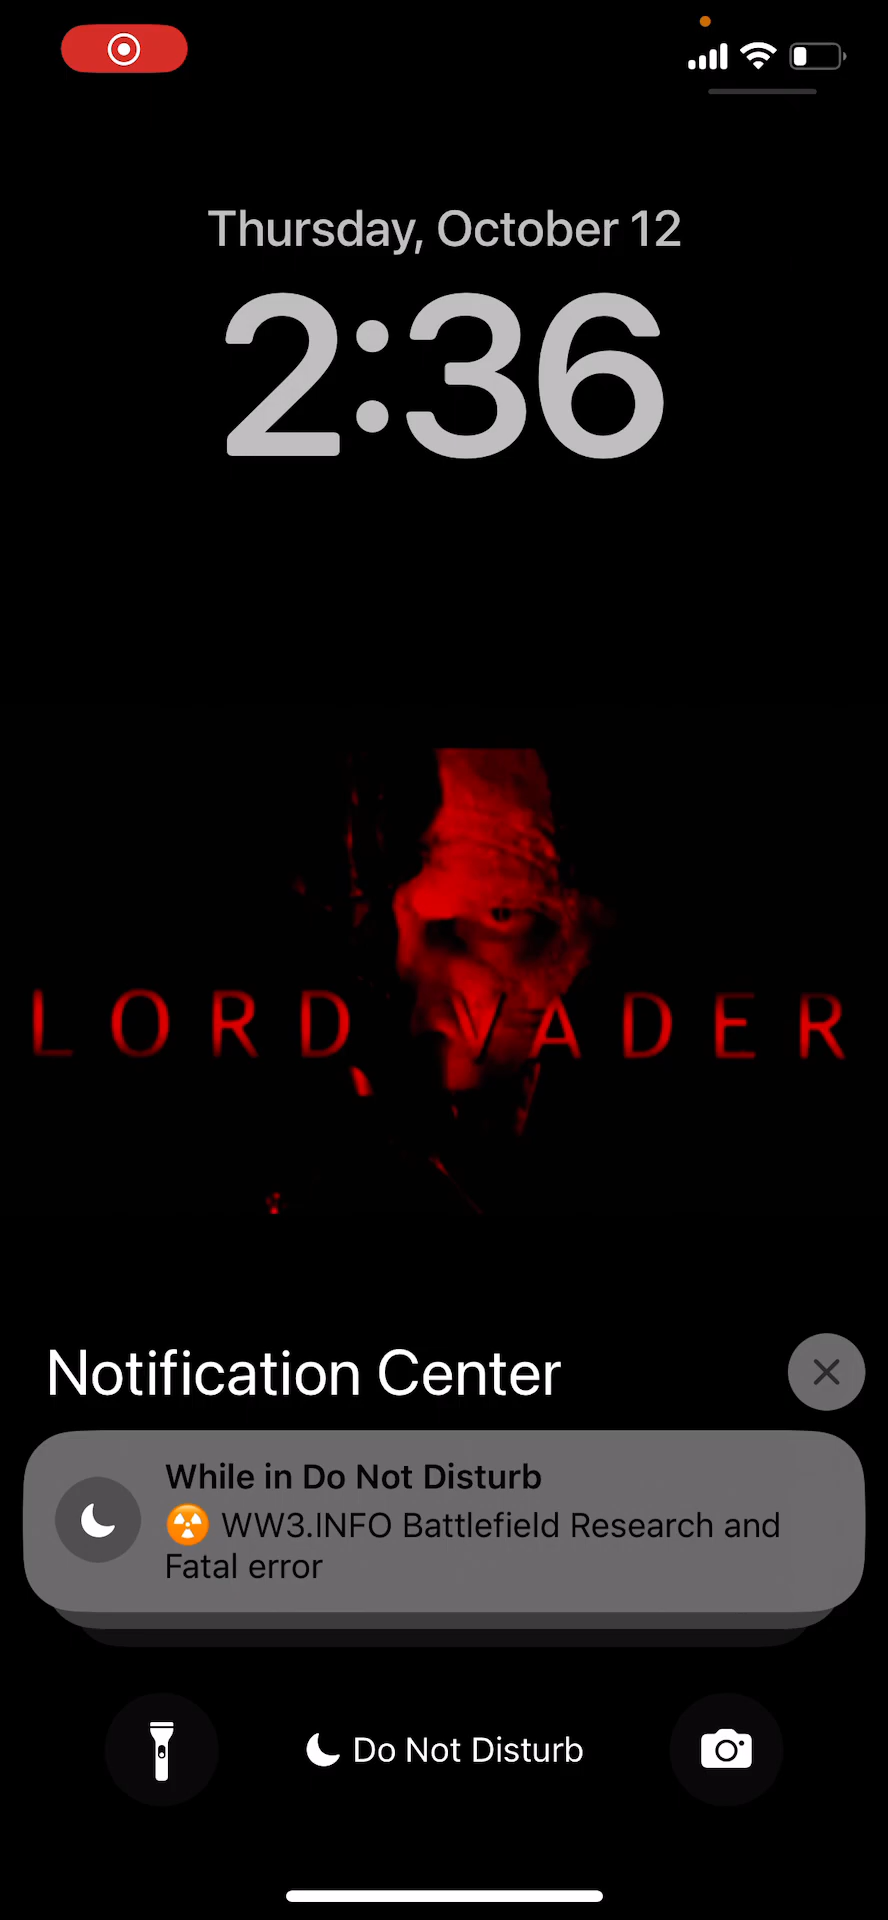 Thursday, October 12
2:36
LORD VADER
Notification Center
While in Do Not Disturb
☢️ WW3.INFO Battlefield Research and
Fatal error
Do Not Disturb